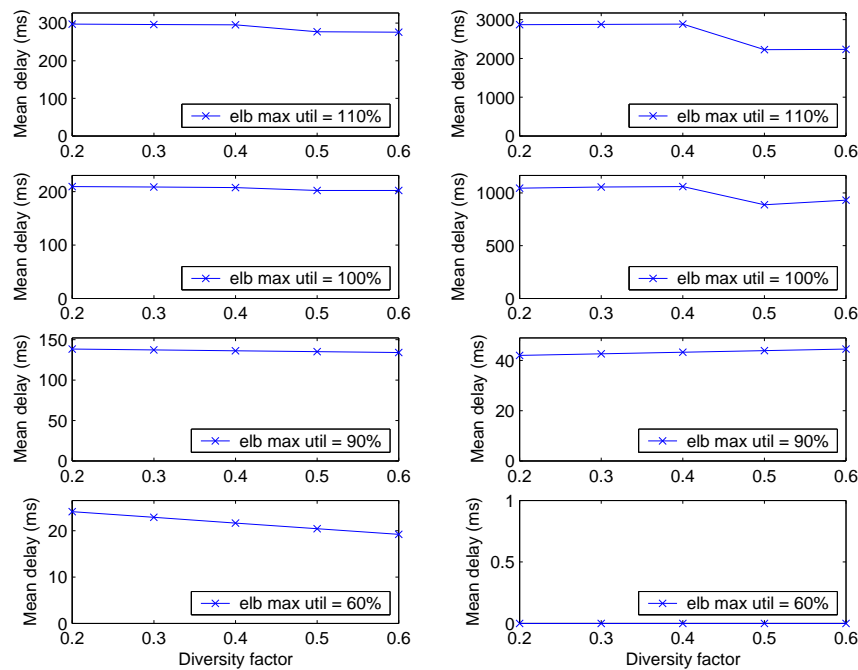 Mean delay (ms)
300
200
100
0
elb max util = 110%
0.2 0.3 0.4 0.5 0.6
Mean delay (ms)
3000
2000
1000
0
elb max util = 110%
0.2 0.3 0.4 0.5 0.6
Mean delay (ms)
200
100
0
elb max util = 100%
0.2 0.3 0.4 0.5 0.6
Mean delay (ms)
1000
500
0
elb max util = 100%
0.2 0.3 0.4 0.5 0.6
Mean delay (ms)
150
100
50
0
elb max util = 90%
0.2 0.3 0.4 0.5 0.6
Mean delay (ms)
40
20
0
elb max util = 90%
0.2 0.3 0.4 0.5 0.6
Mean delay (ms)
20
10
0
elb max util = 60%
0.2 0.3 0.4 0.5 0.6
Diversity factor
Mean delay (ms)
1
0.5
0
elb max util = 60%
0.2 0.3 0.4 0.5 0.6
Diversity factor